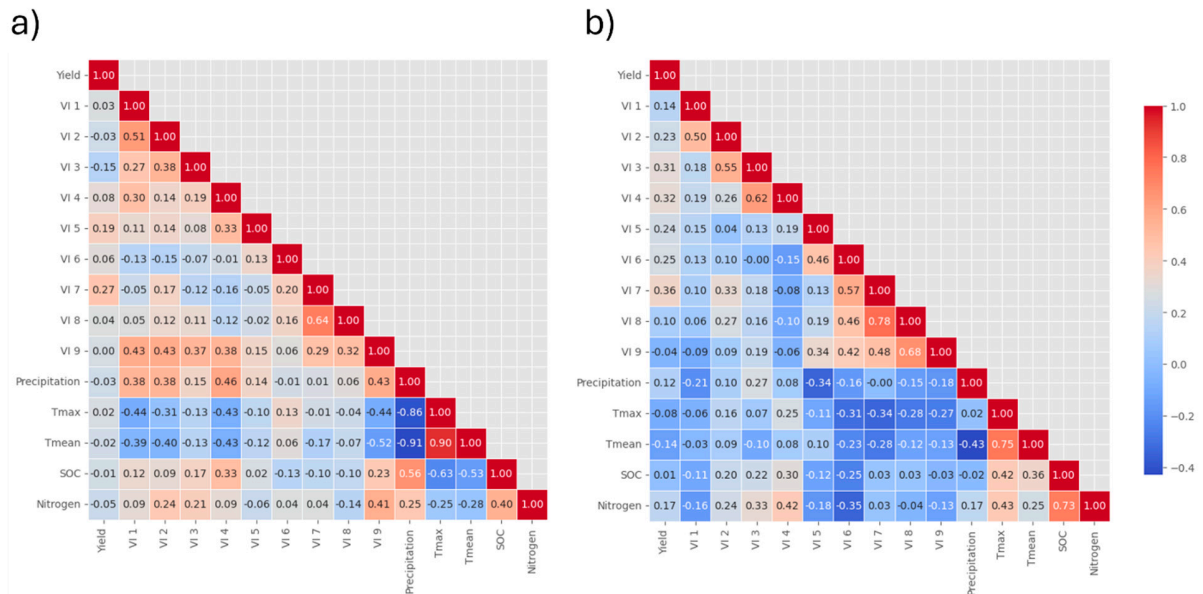 a)
Yield 1.00
VI 1 0.03 1.00
VI 2 -0.03 0.51 1.00
VI 3 -0.15 0.27 0.38 1.00
VI 4 0.08 0.30 0.14 0.19 1.00
VI 5 0.19 0.11 0.14 0.08 0.33 1.00
VI 6 0.06 -0.13 -0.15 -0.07 -0.01 0.13 1.00
VI 7 0.27 -0.05 0.17 -0.12 -0.16 -0.05 0.20 1.00
VI 8 0.04 0.05 0.12 0.11 -0.12 -0.02 0.16 0.64 1.00
VI 9 0.00 0.43 0.43 0.37 0.38 0.15 0.06 0.29 0.32 1.00
Precipitation -0.03 0.38 0.38 0.15 0.46 0.14 -0.01 0.01 0.06 0.43 1.00
Tmax 0.02 -0.44 -0.31 -0.13 -0.43 -0.10 0.13 -0.01 -0.04 -0.44 -0.86 1.00
Tmean -0.02 -0.39 -0.40 -0.13 -0.43 -0.12 0.06 -0.17 -0.07 -0.52 -0.91 0.90 1.00
SOC -0.01 0.12 0.09 0.17 0.33 0.02 -0.13 -0.10 -0.10 0.23 0.56 -0.63 -0.53 1.00
Nitrogen -0.05 0.09 0.24 0.21 0.09 -0.06 0.04 0.04 -0.14 0.41 0.25 -0.25 -0.28 0.40 1.00
Yield VI 1 VI 2 VI 3 VI 4 VI 5 VI 6 VI 7 VI 8 VI 9 Precipitation Tmax Tmean SOC Nitrogen
b)
Yield 1.00
VI 1 0.14 1.00
VI 2 0.23 0.50 1.00
VI 3 0.31 0.18 0.55 1.00
VI 4 0.32 0.19 0.26 0.62 1.00
VI 5 0.24 0.15 0.04 0.13 0.19 1.00
VI 6 0.25 0.13 0.10 -0.00 -0.15 0.46 1.00
VI 7 0.36 0.10 0.33 0.18 -0.08 0.13 0.57 1.00
VI 8 0.10 0.06 0.27 0.16 -0.10 0.19 0.46 0.78 1.00
VI 9 -0.04 -0.09 0.09 0.19 -0.06 0.34 0.42 0.48 0.68 1.00
Precipitation 0.12 -0.21 0.10 0.27 0.08 -0.34 -0.16 -0.00 -0.15 -0.18 1.00
Tmax -0.08 -0.06 0.16 0.07 0.25 -0.11 -0.31 -0.34 -0.28 -0.27 0.02 1.00
Tmean -0.14 -0.03 0.09 -0.10 0.08 0.10 -0.23 -0.28 -0.12 -0.13 -0.43 0.75 1.00
SOC 0.01 -0.11 0.20 0.22 0.30 -0.12 -0.25 0.03 0.03 -0.03 -0.02 0.42 0.36 1.00
Nitrogen 0.17 -0.16 0.24 0.33 0.42 -0.18 -0.35 0.03 -0.04 -0.13 0.17 0.43 0.25 0.73 1.00
Yield VI 1 VI 2 VI 3 VI 4 VI 5 VI 6 VI 7 VI 8 VI 9 Precipitation Tmax Tmean SOC Nitrogen
1.0
0.8
0.6
0.4
0.2
0.0
-0.2
-0.4